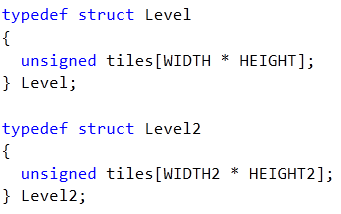 typedef struct Level
{
  unsigned tiles[WIDTH * HEIGHT];
} Level;

typedef struct Level2
{
  unsigned tiles[WIDTH2 * HEIGHT2];
} Level2;